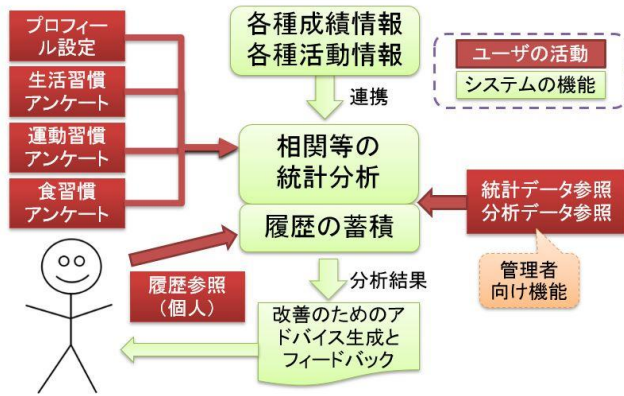 プロフィー
ル設定
生活習慣
アンケート
運動習慣
アンケート
食習慣
アンケート
各種成績情報
各種活動情報
連携
ユーザの活動
システムの機能
相関等の
統計分析
履歴の蓄積
統計データ参照
分析データ参照
管理者
向け機能
履歴参照
（個人）
分析結果
改善のためのア
ドバイス生成と
フィードバック